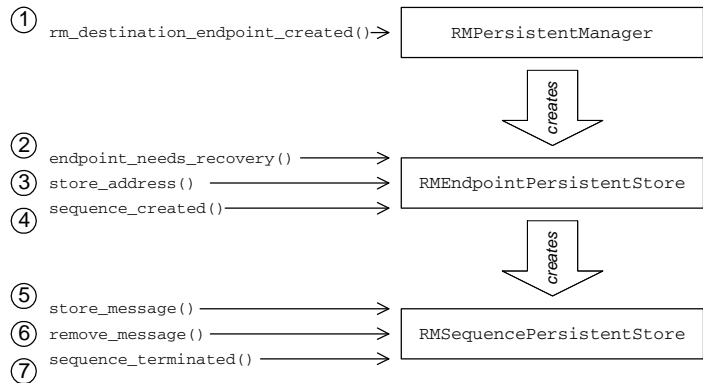 1
rm_destination_endpoint_created()
RMPersistentManager
creates
2
endpoint_needs_recovery()
3
store_address()
RMEndpointPersistentStore
4
sequence_created()
creates
5
store_message()
6
remove_message()
RMSequencePersistentStore
7
sequence_terminated()